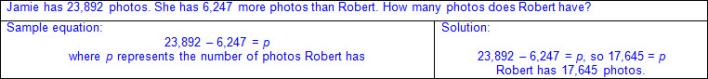 Jamie has 23,892 photos. She has 6,247 more photos than Robert. How many photos does Robert have?
Sample equation:
23,892 – 6,247 = p
where p represents the number of photos Robert has
Solution:
23,892 – 6,247 = p, so 17,645 = p
Robert has 17,645 photos.